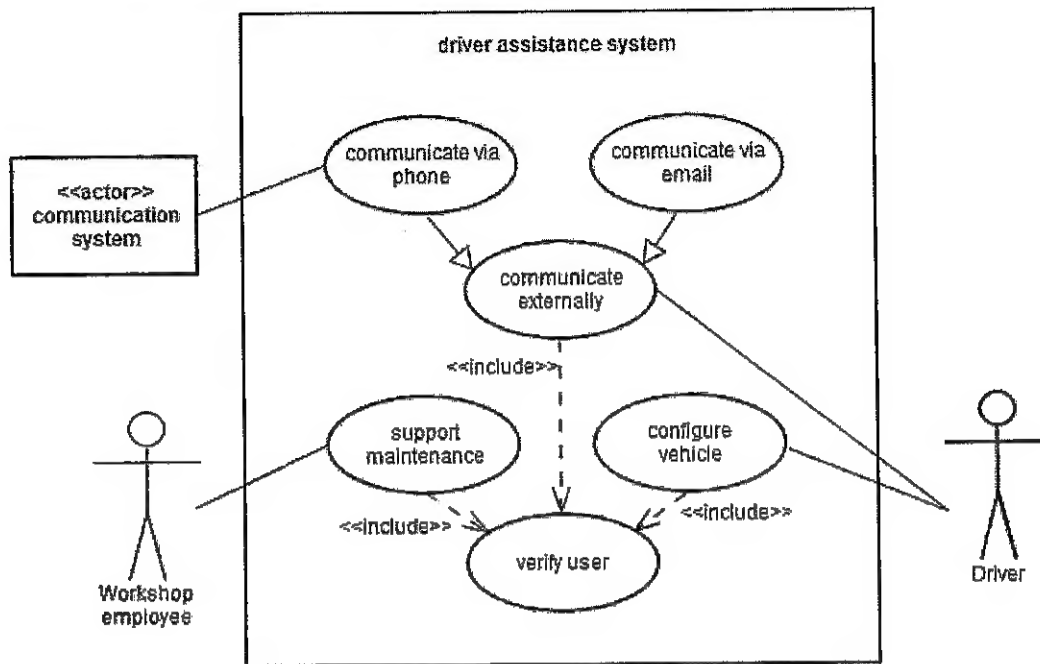 driver assistance system
communicate via
phone
communicate via
email
<<actor>>
communication
system
communicate
externally
<<include>>
support
maintenance
configure
vehicle
<<include>>
<<include>>
verify user
Workshop
employee
Driver